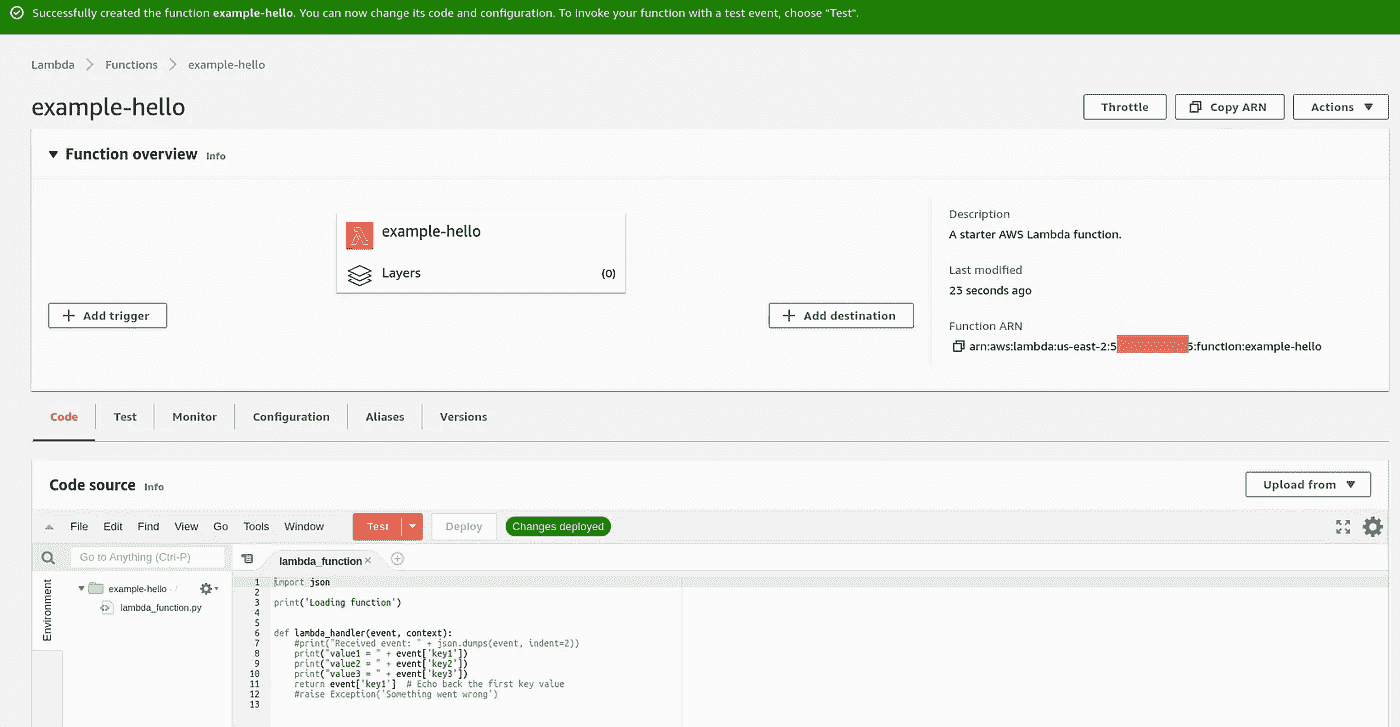 Successfully created the function example-hello. You can now change its code and configuration. To invoke your function with a test event, choose "Test".
Lambda > Functions > example-hello
example-hello
Throttle
Copy ARN
Actions
Function overview Info
example-hello
Layers (0)
+ Add trigger
+ Add destination
Description
A starter AWS Lambda function.
Last modified
23 seconds ago
Function ARN
arn:aws:lambda:us-east-2:5 5:function:example-hello
Code Test Monitor Configuration Aliases Versions
Code source Info
Upload from
File Edit Find View Go Tools Window Test Deploy Changes deployed
Go to Anything (Ctrl-P)
Environment
example-hello - /
lambda_function.py
lambda_function ×
1 import json
2
3 print('Loading function')
4
5
6 def lambda_handler(event, context):
7     #print("Received event: " + json.dumps(event, indent=2))
8     print("value1 = " + event['key1'])
9     print("value2 = " + event['key2'])
10     print("value3 = " + event['key3'])
11     return event['key1']  # Echo back the first key value
12     #raise Exception('Something went wrong')
13